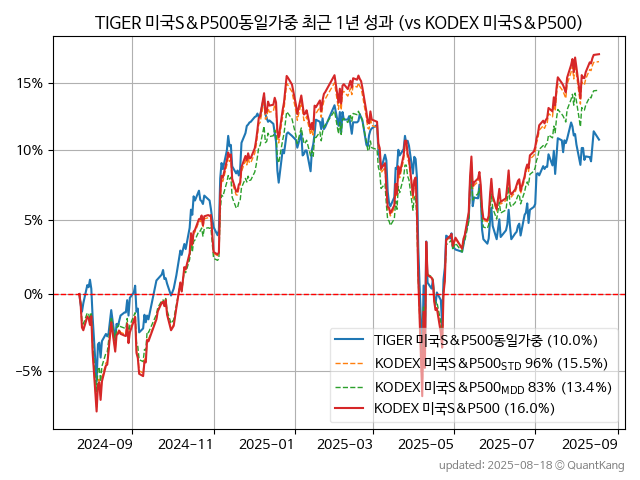 TIGER 미국S&P500동일가중 최근 1년 성과 (vs KODEX 미국S&P500)
15%
10%
5%
0%
−5%
TIGER 미국S&P500동일가중 (10.0%)
KODEX 미국S&P500STD 96% (15.5%)
KODEX 미국S&P500MDD 83% (13.4%)
KODEX 미국S&P500 (16.0%)
2024-09 2024-11 2025-01 2025-03 2025-05 2025-07 2025-09
updated: 2025-08-18 © QuantKang